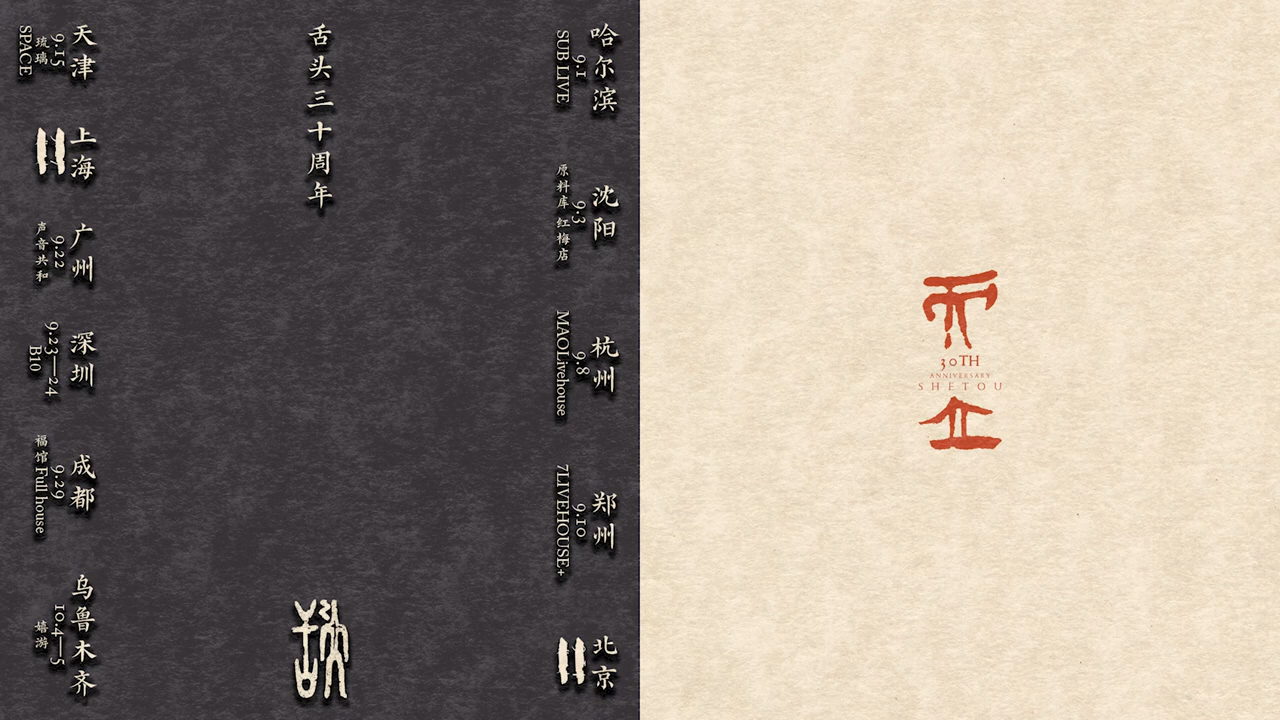 哈尔滨
9.1
SUB LIVE
沈阳
9.3
原料库 红梅店
杭州
9.8
MAOLivehouse
郑州
9.10
7LIVEHOUSE+
北京
舌头三十周年
天津
9.15
琉璃
SPACE
上海
广州
9.22
声音共和
深圳
9.23—24
B10
成都
9.29
福馆 Full house
乌鲁木齐
10.4—5
嬉游
30TH
ANNIVERSARY
SHETOU